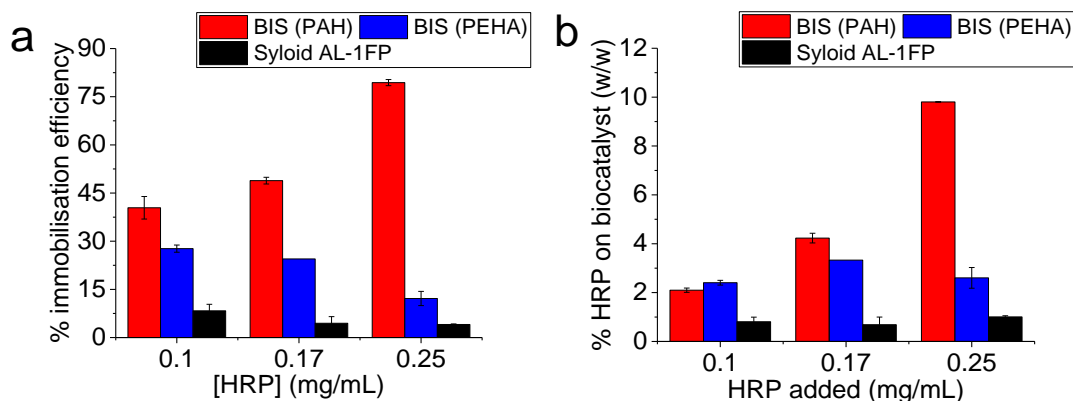 a
BIS (PAH) BIS (PEHA)
Syloid AL-1FP
% immobilisation efficiency
90
75
60
45
30
15
0
0.1 0.17 0.25
[HRP] (mg/mL)
b
BIS (PAH) BIS (PEHA)
Syloid AL-1FP
% HRP on biocatalyst (w/w)
12
10
8
6
4
2
0
0.1 0.17 0.25
HRP added (mg/mL)